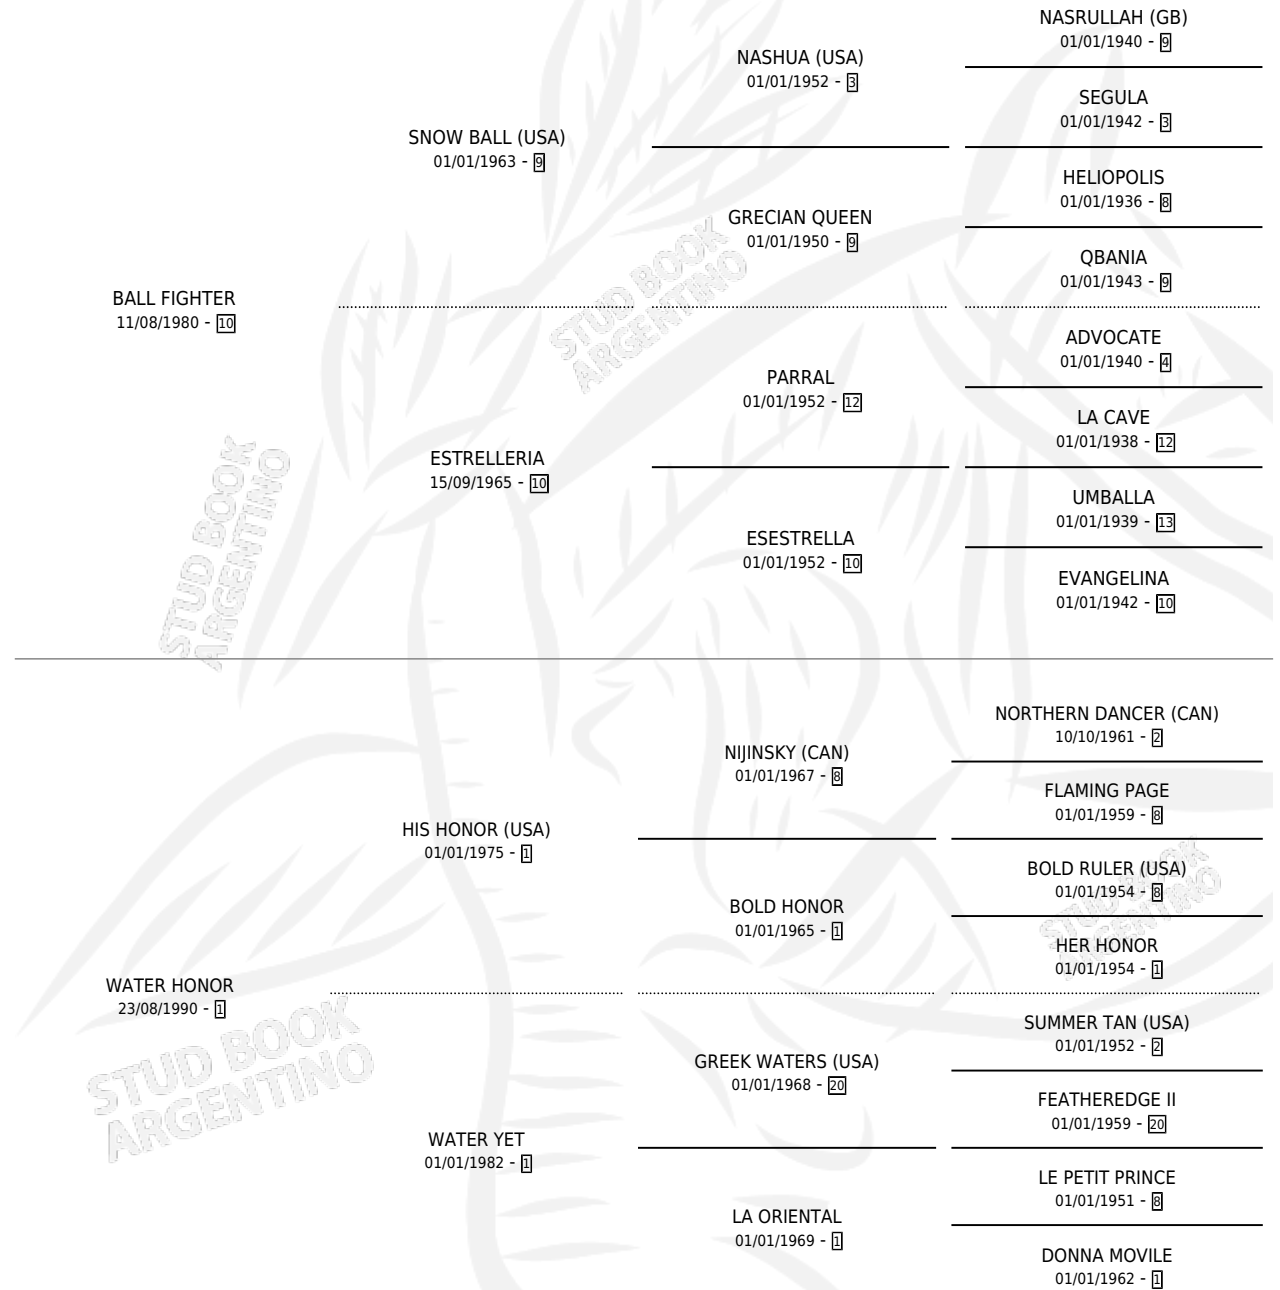 NASRULLAH (GB)
01/01/1940 - 9
NASHUA (USA)
01/01/1952 - 3
SEGULA
01/01/1942 - 3
SNOW BALL (USA)
01/01/1963 - 9
HELIOPOLIS
01/01/1936 - 8
GRECIAN QUEEN
01/01/1950 - 9
QBANIA
01/01/1943 - 9
BALL FIGHTER
11/08/1980 - 10
STUD BOOK
ARGENTINO
ADVOCATE
01/01/1940 - 4
PARRAL
01/01/1952 - 12
LA CAVE
01/01/1938 - 12
ESTRELLERIA
15/09/1965 - 10
UMBALLA
01/01/1939 - 13
ESESTRELLA
01/01/1952 - 10
EVANGELINA
01/01/1942 - 10
STUD BOOK
ARGENTINO
NORTHERN DANCER (CAN)
10/10/1961 - 2
NIJINSKY (CAN)
01/01/1967 - 8
FLAMING PAGE
01/01/1959 - 8
HIS HONOR (USA)
01/01/1975 - 1
BOLD RULER (USA)
01/01/1954 - 8
BOLD HONOR
01/01/1965 - 1
HER HONOR
01/01/1954 - 1
STUD BOOK
ARGENTINO
WATER HONOR
23/08/1990 - 1
STUD BOOK
ARGENTINO
SUMMER TAN (USA)
01/01/1952 - 2
GREEK WATERS (USA)
01/01/1968 - 20
FEATHEREDGE II
01/01/1959 - 20
WATER YET
01/01/1982 - 1
LE PETIT PRINCE
01/01/1951 - 8
LA ORIENTAL
01/01/1969 - 1
DONNA MOVILE
01/01/1962 - 1